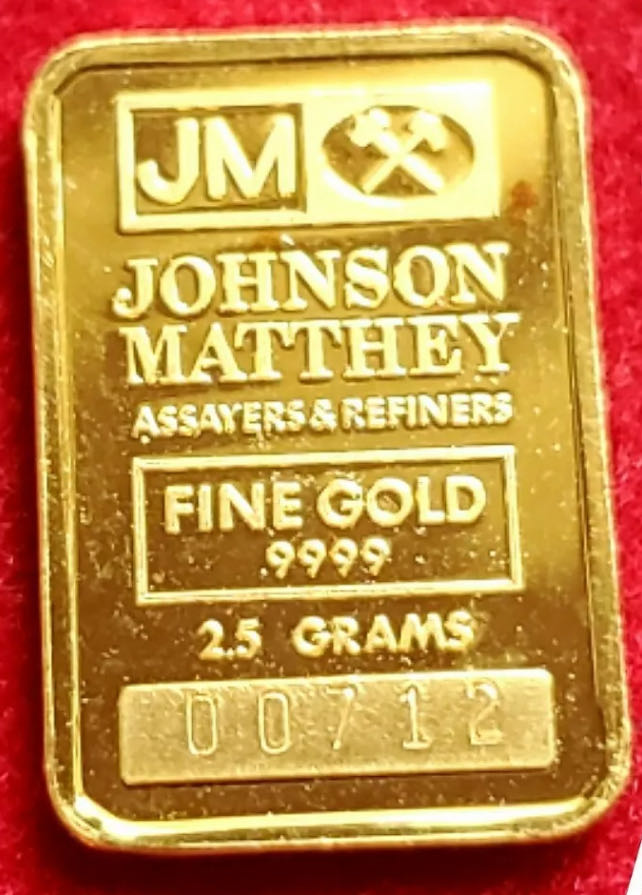 JM
JOHNSON
MATTHEY
ASSAYERS & REFINERS
FINE GOLD
.9999
2.5 GRAMS
00712